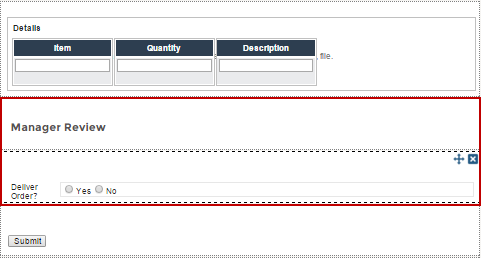 Details
Item Quantity Description
file.
Manager Review
Deliver
Order?
Yes No
Submit